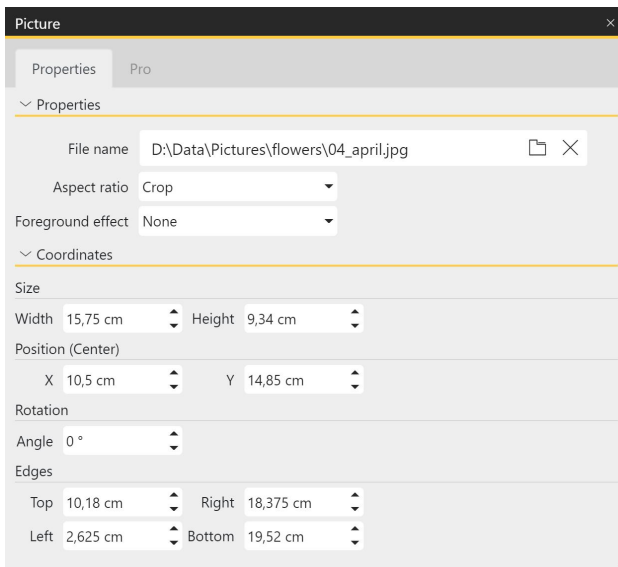 Picture
Properties Pro
Properties
File name D:\Data\Pictures\flowers\04_april.jpg
Aspect ratio Crop
Foreground effect None
Coordinates
Size
Width 15,75 cm Height 9,34 cm
Position (Center)
X 10,5 cm Y 14,85 cm
Rotation
Angle 0 °
Edges
Top 10,18 cm Right 18,375 cm
Left 2,625 cm Bottom 19,52 cm